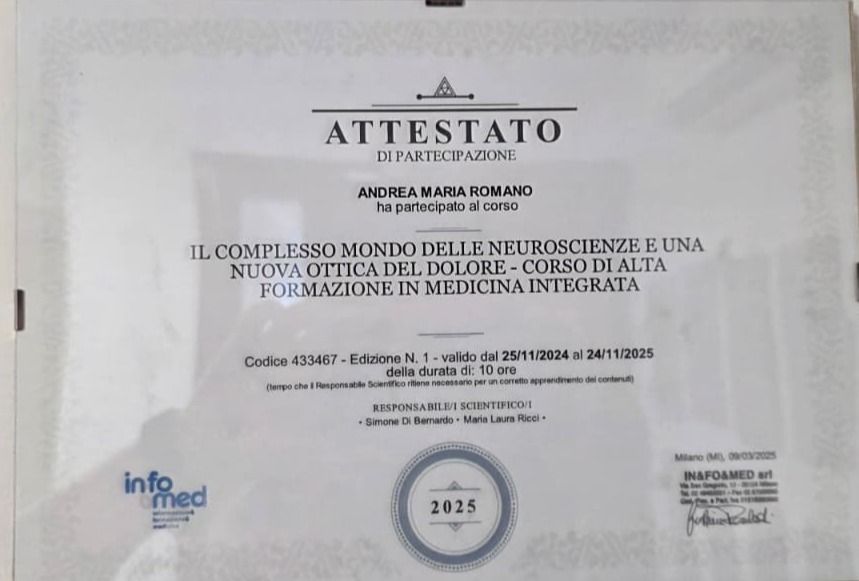 ATTESTATO
DI PARTECIPAZIONE
ANDREA MARIA ROMANO
ha partecipato al corso
IL COMPLESSO MONDO DELLE NEUROSCIENZE E UNA
NUOVA OTTICA DEL DOLORE - CORSO DI ALTA
FORMAZIONE IN MEDICINA INTEGRATA
Codice 433467 - Edizione N. 1 - valido dal 25/11/2024 al 24/11/2025
della durata di: 10 ore
(tempo che il Responsabile Scientifico ritiene necessario per un corretto apprendimento dei contenuti)
RESPONSABILE/I SCIENTIFICO/I
• Simone Di Bernardo • Maria Laura Ricci •
info
med
2025
Milano (MI), 09/03/2025
IN&FO&MED srl